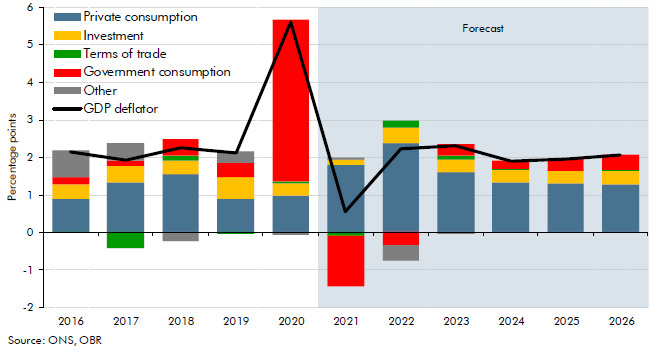 Private consumption
Investment
Terms of trade
Government consumption
Other
GDP deflator
Forecast
Percentage points
6
5
4
3
2
1
0
-1
-2
2016 2017 2018 2019 2020 2021 2022 2023 2024 2025 2026
Source: ONS, OBR